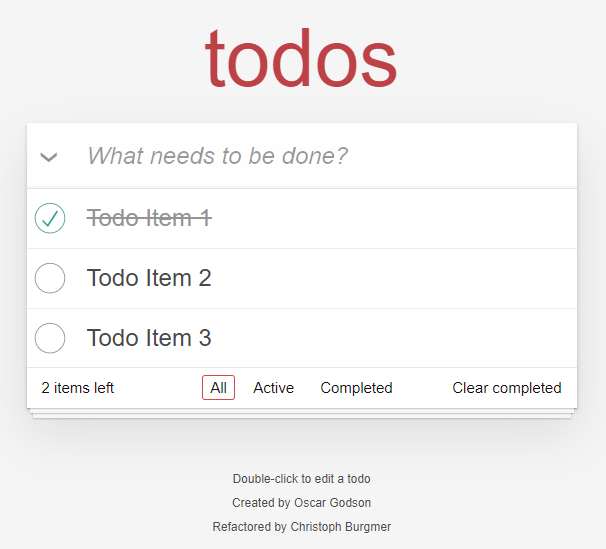 todos
What needs to be done?
Todo Item 1
Todo Item 2
Todo Item 3
2 items left All Active Completed Clear completed
Double-click to edit a todo
Created by Oscar Godson
Refactored by Christoph Burgmer